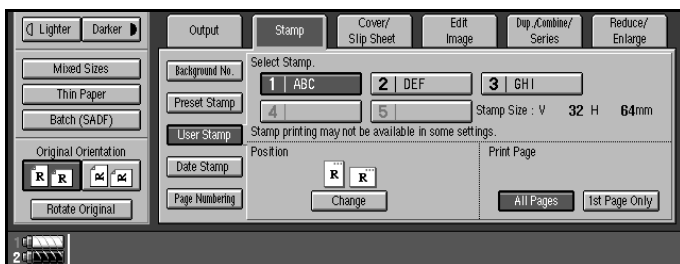 Lighter Darker
Mixed Sizes
Thin Paper
Batch (SADF)
Original Orientation
R R R R
Rotate Original
Output Stamp Cover/ Slip Sheet Edit Image Dup./Combine/ Series Reduce/ Enlarge
Background No.
Preset Stamp
User Stamp
Date Stamp
Page Numbering
Select Stamp.
1 ABC 2 DEF 3 GHI
4 5 Stamp Size : V 32 H 64mm
Stamp printing may not be available in some settings.
Position
R R
Change
Print Page
All Pages 1st Page Only
1
2